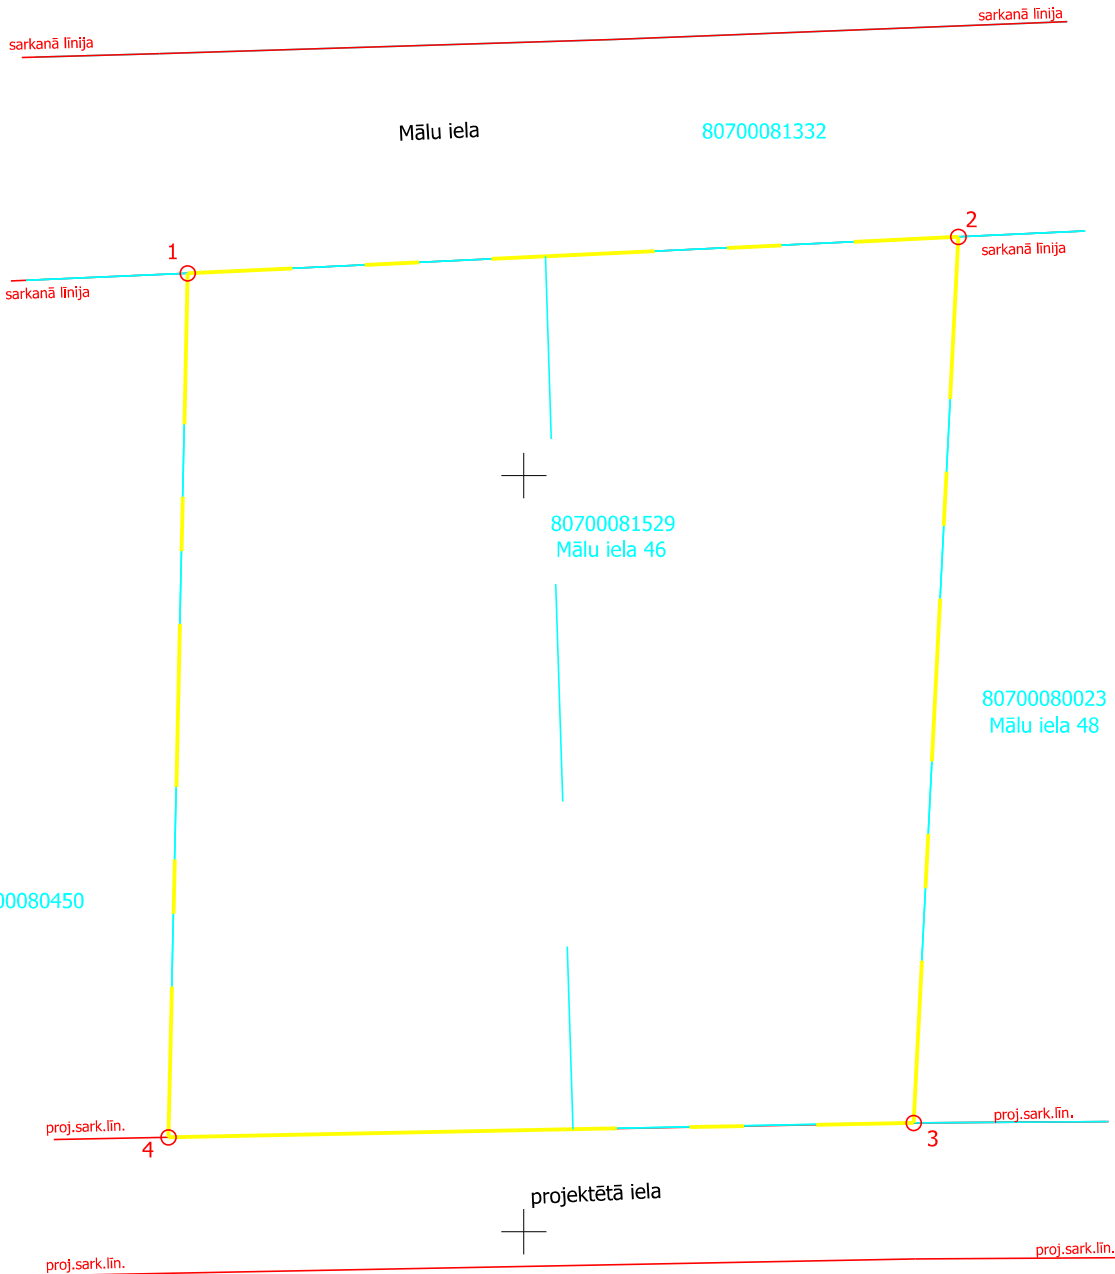 sarkanā līnija
sarkanā līnija
Mālu iela
80700081332
1
2
sarkanā līnija
sarkanā līnija
80700081529
Mālu iela 46
80700080023
Mālu iela 48
00080450
proj.sark.līn.
proj.sark.līn.
4
3
projektētā iela
proj.sark.līn.
proj.sark.līn.